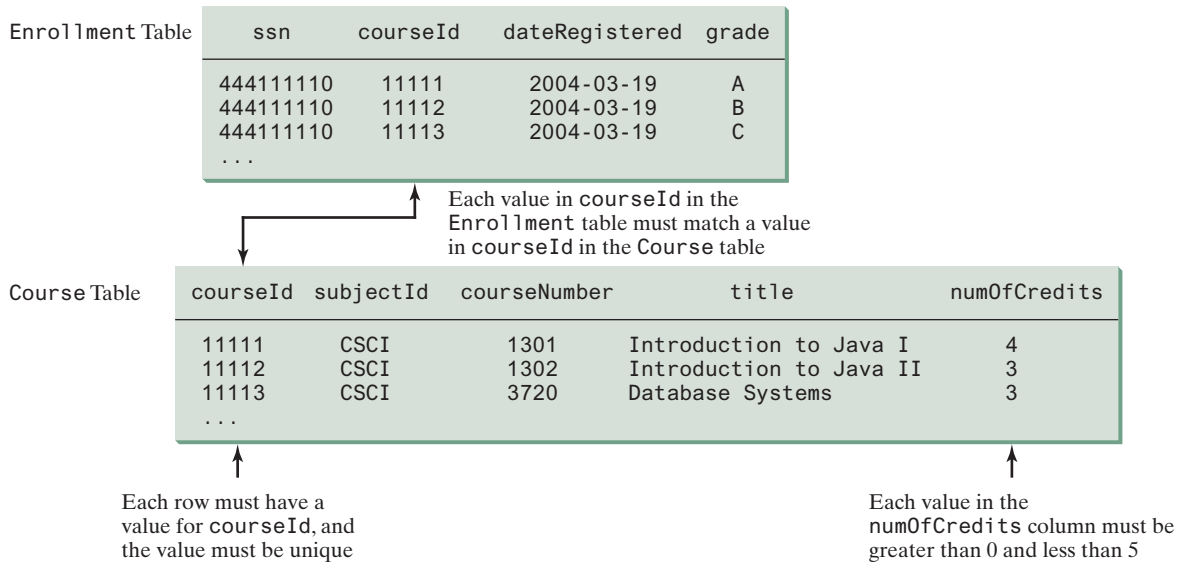 Enrollment Table
ssn courseId dateRegistered grade
444111110 11111 2004-03-19 A
444111110 11112 2004-03-19 B
444111110 11113 2004-03-19 C
...
Each value in courseId in the
Enrollment table must match a value
in courseId in the Course table
Course Table
courseId subjectId courseNumber title numOfCredits
11111 CSCI 1301 Introduction to Java I 4
11112 CSCI 1302 Introduction to Java II 3
11113 CSCI 3720 Database Systems 3
...
Each row must have a
value for courseId, and
the value must be unique
Each value in the
numOfCredits column must be
greater than 0 and less than 5